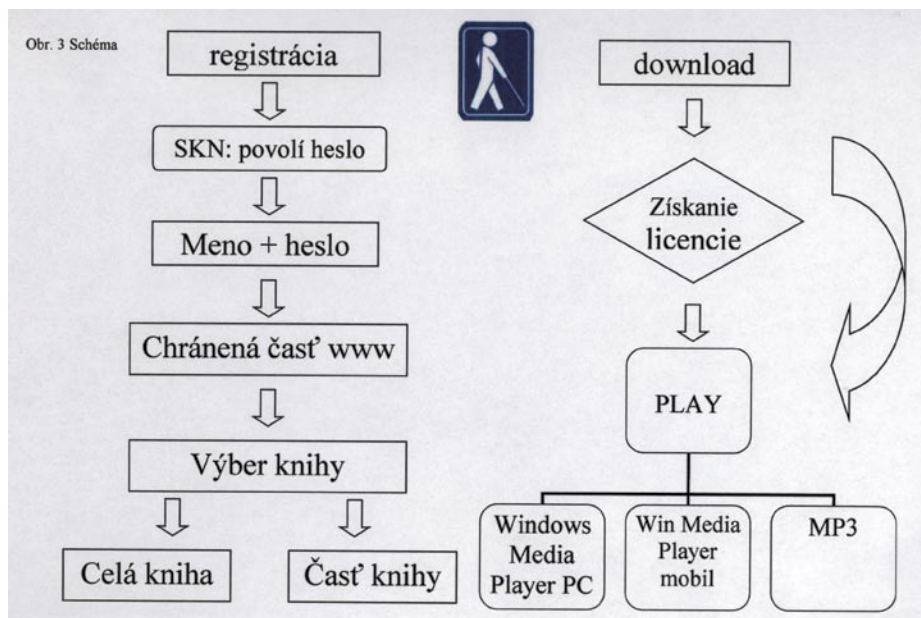 Obr. 3 Schéma
registrácia
SKN: povolí heslo
Meno + heslo
Chránená časť www
Výber knihy
Celá kniha
Časť knihy
download
Získanie
licencie
PLAY
Windows
Media
Player PC
Win Media
Player
mobil
MP3